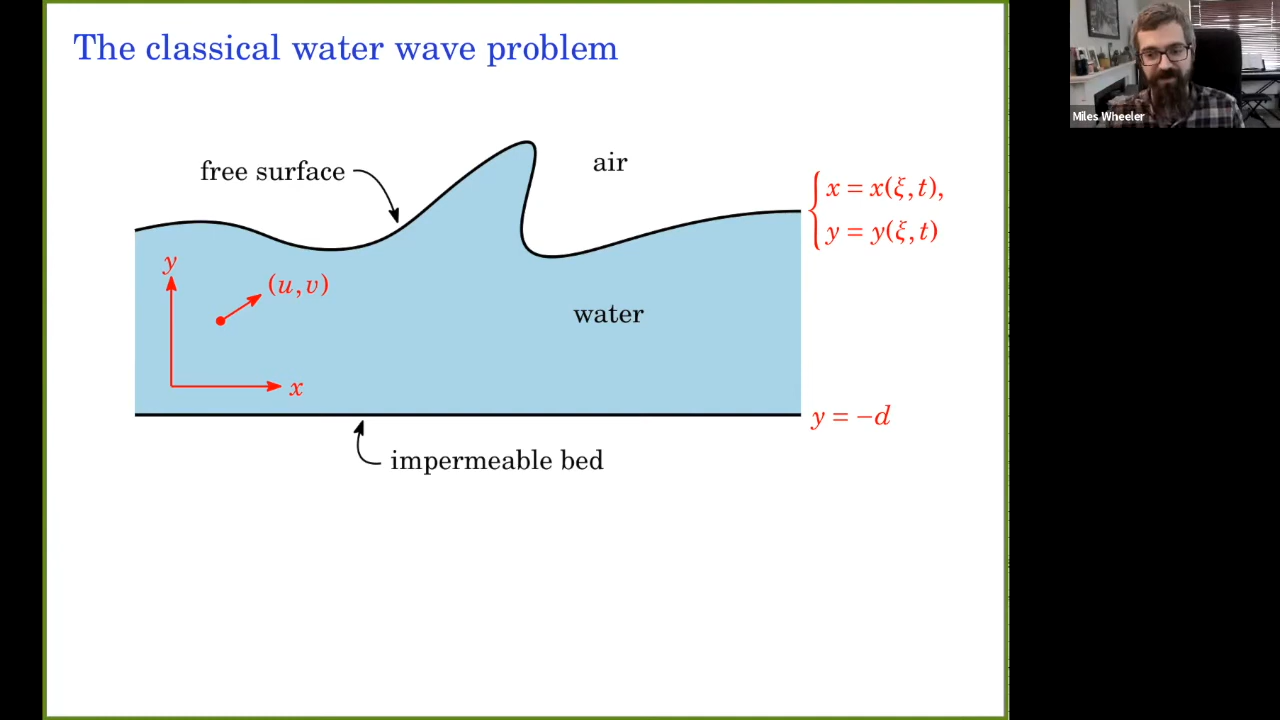 The classical water wave problem
free surface
air
x = x(ξ, t),
y = y(ξ, t)
y
(u, v)
water
x
y = −d
impermeable bed
Miles Wheeler